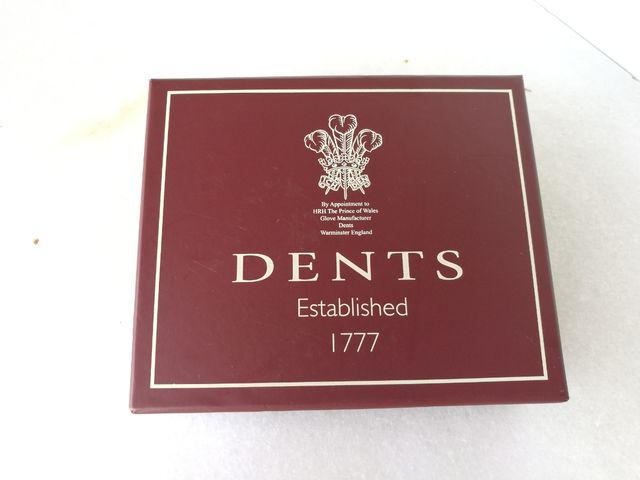 By Appointment to
HRH The Prince of Wales
Glove Manufacturer
Dents
Warminster England
DENTS
Established
1777